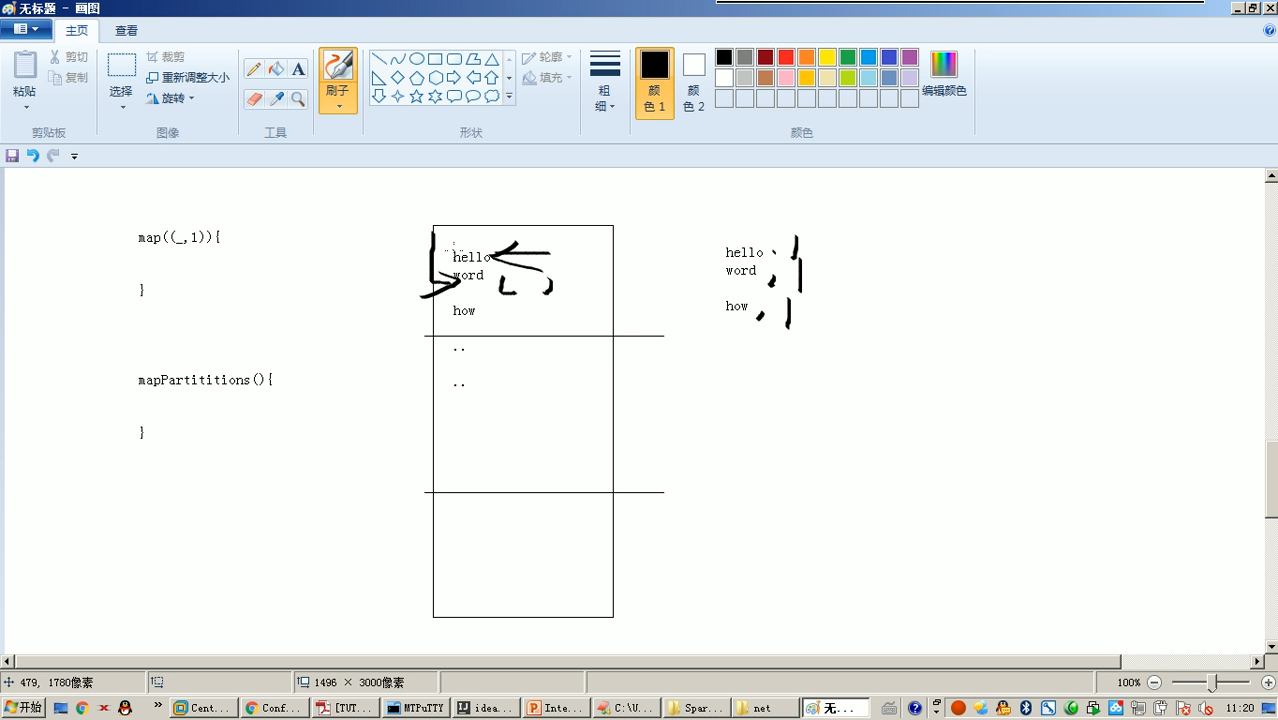 无标题 - 画图
主页 查看
粘贴
剪切
复制
剪贴板
选择
裁剪
重新调整大小
旋转
图像
A
工具
刷子
轮廓
填充
形状
粗
细
颜
色 1
颜
色 2
编辑颜色
颜色
map((_,1)){
}
mapPartititions(){
}
hello
word
how
..
..
hello , 1
word , 1
how , 1
479, 1780像素
1496 × 3000像素
100%
开始
Cent...
Conf...
[TUT...
MTPuTTY
idea...
Inte...
C:\U...
Spar...
net
无...
11:20